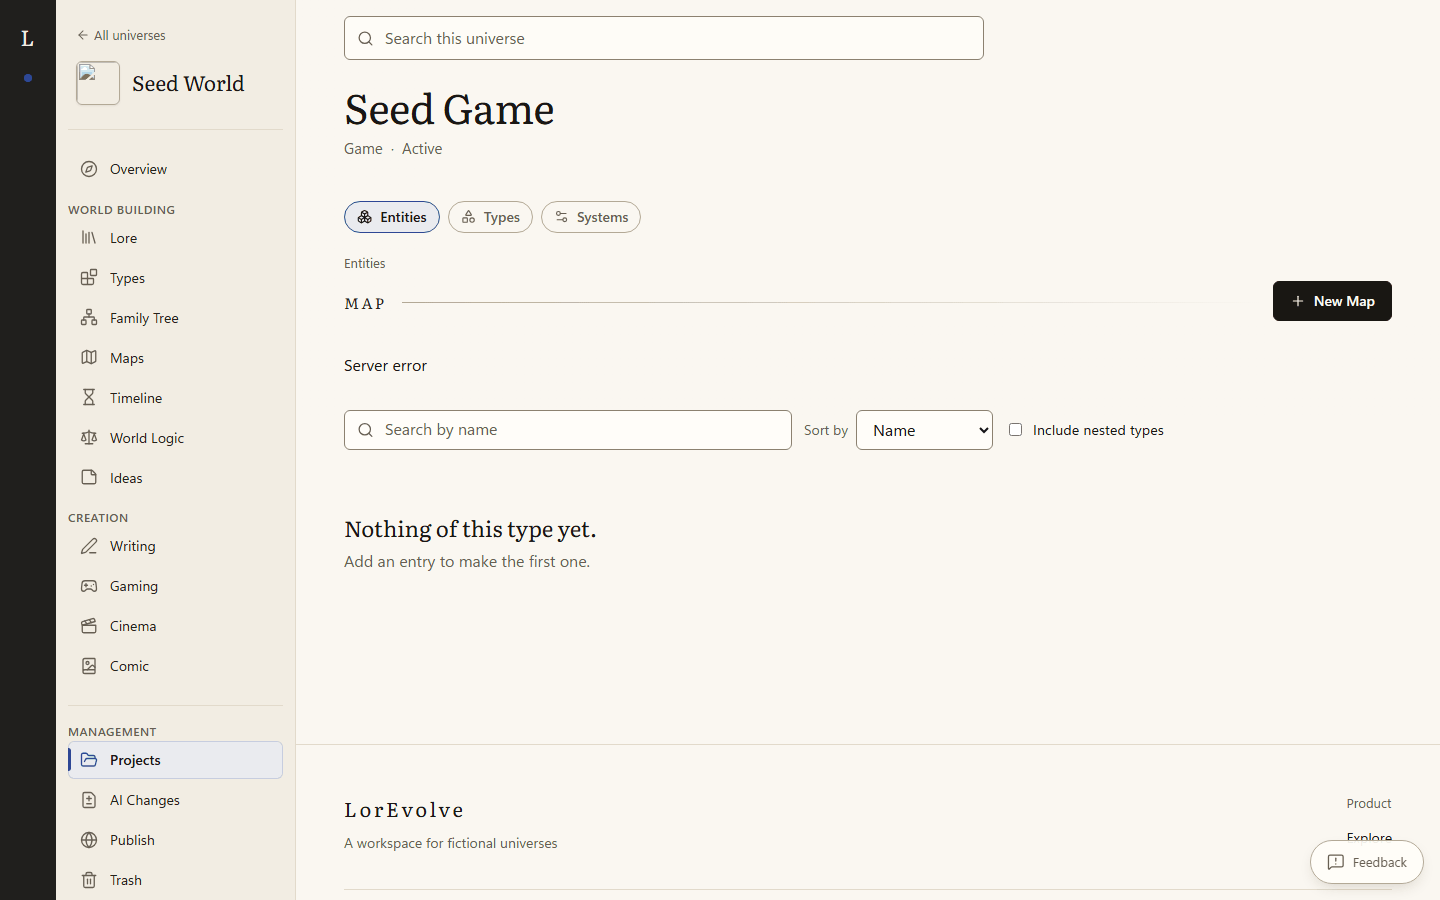 L
All universes
Seed World
Overview
WORLD BUILDING
Lore
Types
Family Tree
Maps
Timeline
World Logic
Ideas
CREATION
Writing
Gaming
Cinema
Comic
MANAGEMENT
Projects
AI Changes
Publish
Trash
Search this universe
Seed Game
Game · Active
Entities
Types
Systems
Entities
MAP
New Map
Server error
Search by name
Sort by
Name
Include nested types
Nothing of this type yet.
Add an entry to make the first one.
LorEvolve
A workspace for fictional universes
Product
Explore
Feedback